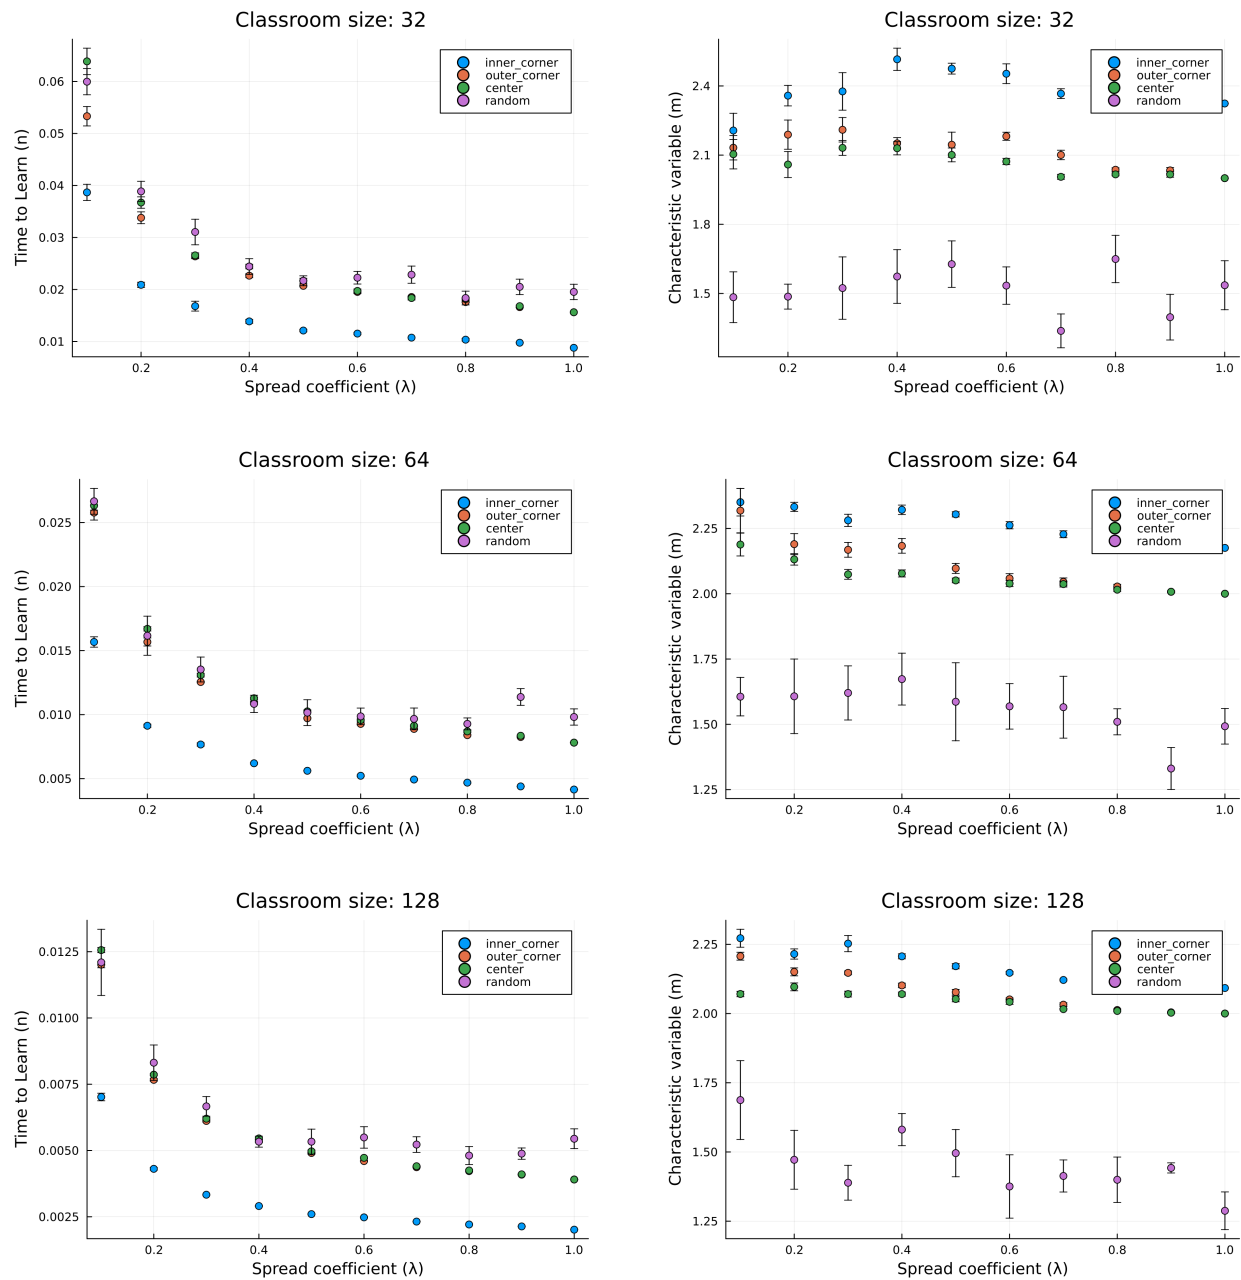 Classroom size: 32
Time to Learn (n)
0.06
0.05
0.04
0.03
0.02
0.01
inner_corner
outer_corner
center
random
0.2
0.4
0.6
0.8
1.0
Spread coefficient (λ)
Classroom size: 32
Characteristic variable (m)
2.4
2.1
1.8
1.5
inner_corner
outer_corner
center
random
0.2
0.4
0.6
0.8
1.0
Spread coefficient (λ)
Classroom size: 64
Time to Learn (n)
0.025
0.020
0.015
0.010
0.005
inner_corner
outer_corner
center
random
0.2
0.4
0.6
0.8
1.0
Spread coefficient (λ)
Classroom size: 64
Characteristic variable (m)
2.25
2.00
1.75
1.50
1.25
inner_corner
outer_corner
center
random
0.2
0.4
0.6
0.8
1.0
Spread coefficient (λ)
Classroom size: 128
Time to Learn (n)
0.0125
0.0100
0.0075
0.0050
0.0025
inner_corner
outer_corner
center
random
0.2
0.4
0.6
0.8
1.0
Spread coefficient (λ)
Classroom size: 128
Characteristic variable (m)
2.25
2.00
1.75
1.50
1.25
inner_corner
outer_corner
center
random
0.2
0.4
0.6
0.8
1.0
Spread coefficient (λ)